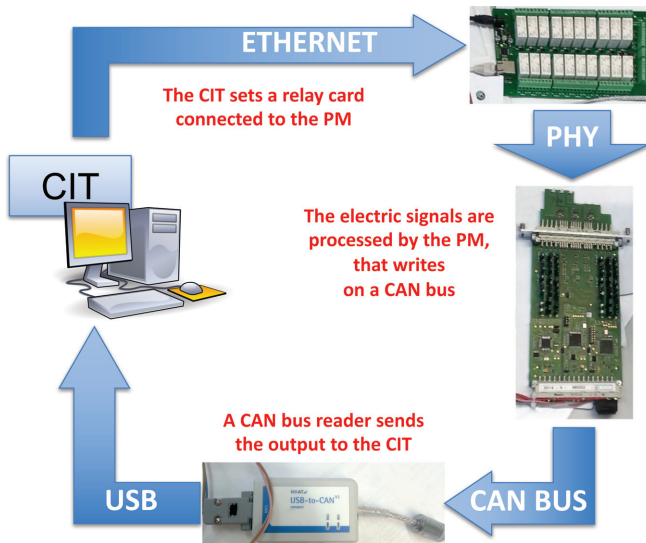 ETHERNET
The CIT sets a relay card
connected to the PM
PHY
CIT
The electric signals are
processed by the PM,
that writes
on a CAN bus
A CAN bus reader sends
the output to the CIT
USB-to-CAN V2
USB
CAN BUS